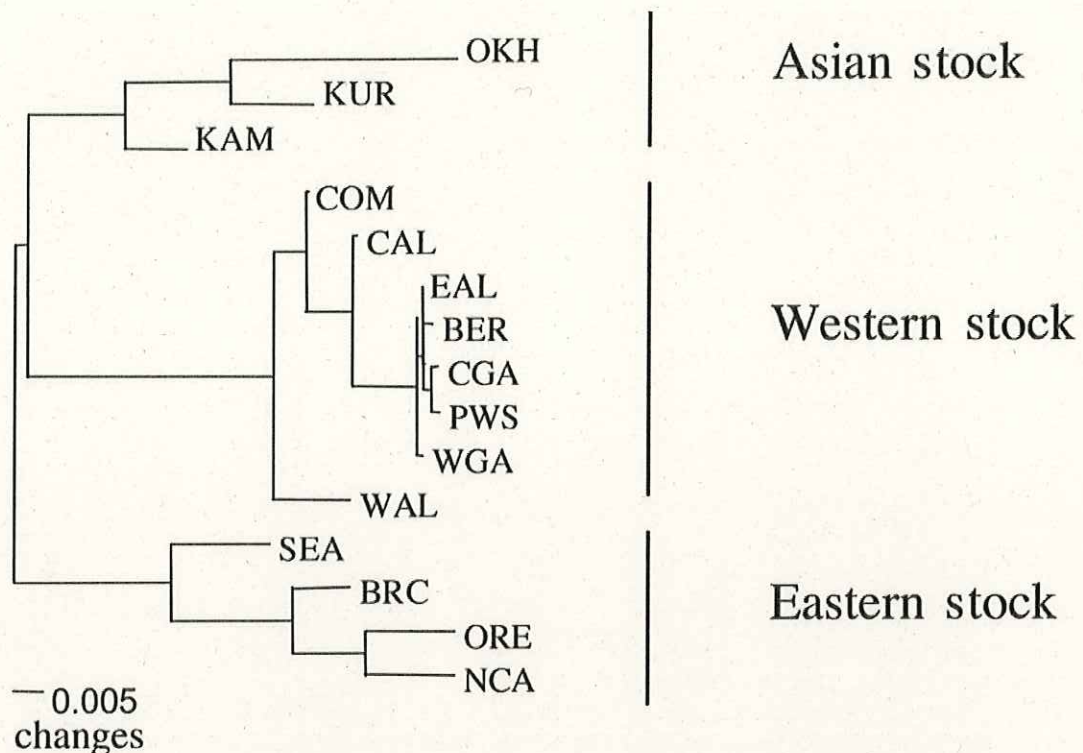 OKH
Asian stock
KUR
KAM
COM
CAL
EAL
BER
Western stock
CGA
PWS
WGA
WAL
SEA
BRC
Eastern stock
ORE
NCA
0.005
changes